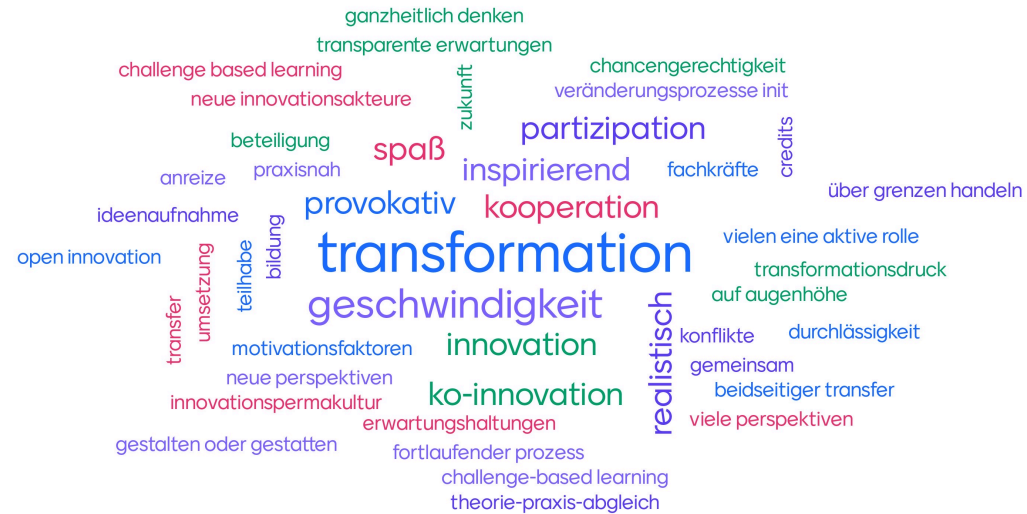 ganzheitlich denken
transparente erwartungen
challenge based learning
zukunft
chancengerechtigkeit
neue innovationsakteure
veränderungsprozesse init
partizipation
credits
beteiligung
spaß
inspirierend
fachkräfte
anreize
praxisnah
über grenzen handeln
ideenaufnahme
provokativ
kooperation
open innovation
umsetzung
teilhabe
bildung
transformation
vielen eine aktive rolle
transformationsdruck
auf augenhöhe
geschwindigkeit
transfer
realistisch
konflikte
durchlässigkeit
motivationsfaktoren
innovation
gemeinsam
neue perspektiven
beidseitiger transfer
innovationspermakultur
ko-innovation
viele perspektiven
erwartungshaltungen
gestalten oder gestatten
fortlaufender prozess
challenge-based learning
theorie-praxis-abgleich